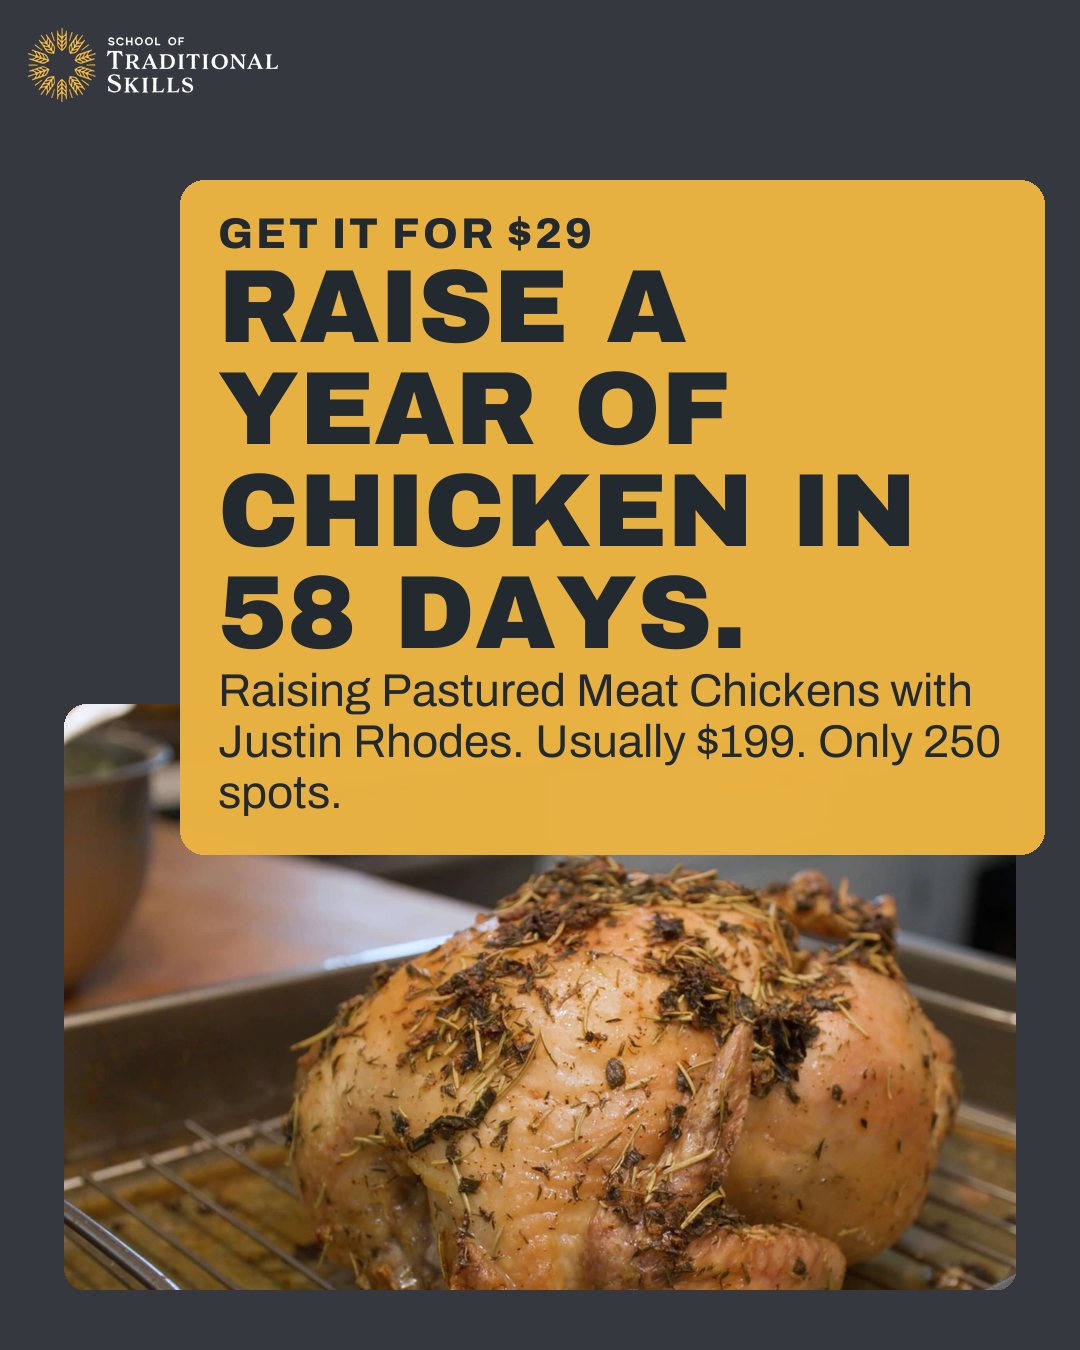 SCHOOL OF
TRADITIONAL
SKILLS
GET IT FOR $29
RAISE A
YEAR OF
CHICKEN IN
58 DAYS.
Raising Pastured Meat Chickens with
Justin Rhodes. Usually $199. Only 250
spots.